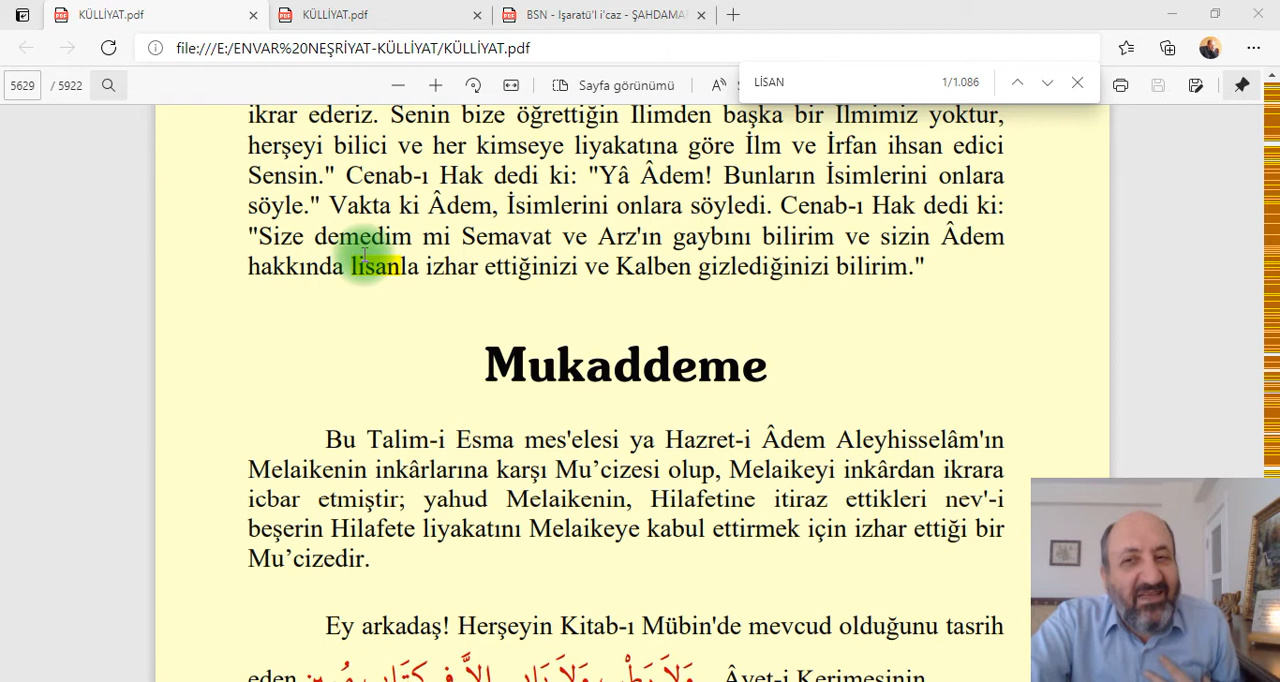 KÜLLİYAT.pdf
KÜLLİYAT.pdf
BSN - Işaratü'l i'caz - ŞAHDAMA
file:///E:/ENVAR%20NEŞRİYAT-KÜLLİYAT/KÜLLİYAT.pdf
5629 / 5922
Sayfa görünümü
LİSAN
1/1.086
ikrar ederiz. Senin bize öğrettiğin İlimden başka bir İlmimiz yoktur,
herşeyi bilici ve her kimseye liyakatına göre İlm ve İrfan ihsan edici
Sensin." Cenab-ı Hak dedi ki: "Yâ Âdem! Bunların İsimlerini onlara
söyle." Vakta ki Âdem, İsimlerini onlara söyledi. Cenab-ı Hak dedi ki:
"Size demedim mi Semavat ve Arz'ın gaybını bilirim ve sizin Âdem
hakkında lisanla izhar ettiğinizi ve Kalben gizlediğinizi bilirim."
Mukaddeme
Bu Talim-i Esma mes'elesi ya Hazret-i Âdem Aleyhisselâm'ın
Melaikenin inkârlarına karşı Mu’cizesi olup, Melaikeyi inkârdan ikrara
icbar etmiştir; yahud Melaikenin, Hilafetine itiraz ettikleri nev'-i
beşerin Hilafete liyakatını Melaikeye kabul ettirmek için izhar ettiği bir
Mu’cizedir.
Ey arkadaş! Herşeyin Kitab-ı Mübin'de mevcud olduğunu tasrih
eden Âyet-i Kerimesinin